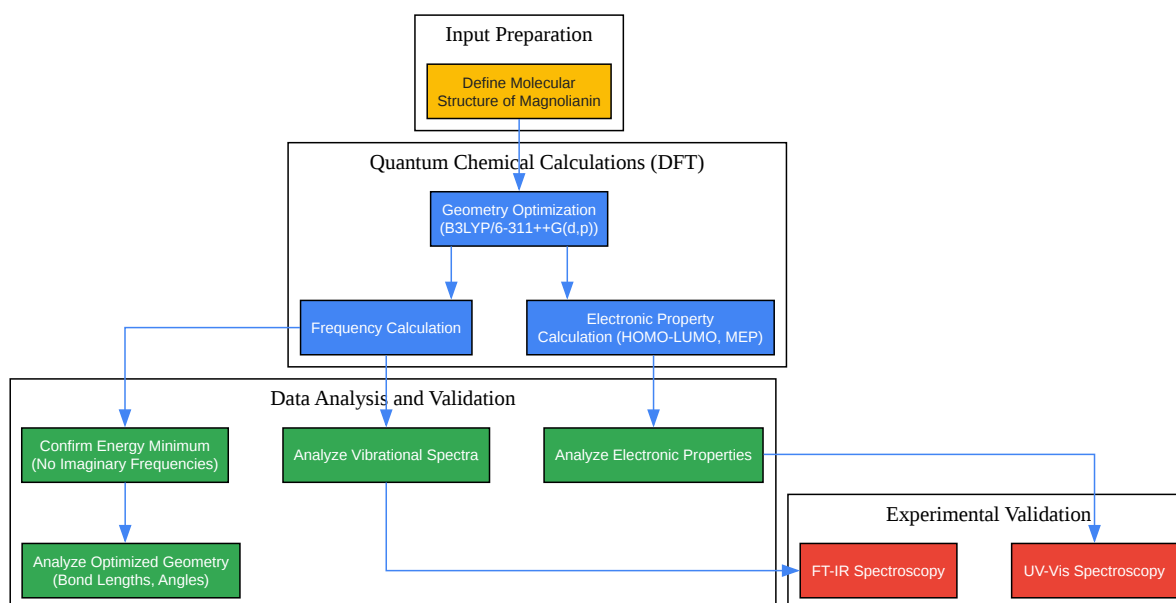 Input Preparation
Define Molecular
Structure of Magnolianin
Quantum Chemical Calculations (DFT)
Geometry Optimization
(B3LYP/6-311++G(d,p))
Frequency Calculation
Electronic Property
Calculation (HOMO-LUMO, MEP)
Data Analysis and Validation
Confirm Energy Minimum
(No Imaginary Frequencies)
Analyze Vibrational Spectra
Analyze Electronic Properties
Experimental Validation
Analyze Optimized Geometry
(Bond Lengths, Angles)
FT-IR Spectroscopy
UV-Vis Spectroscopy